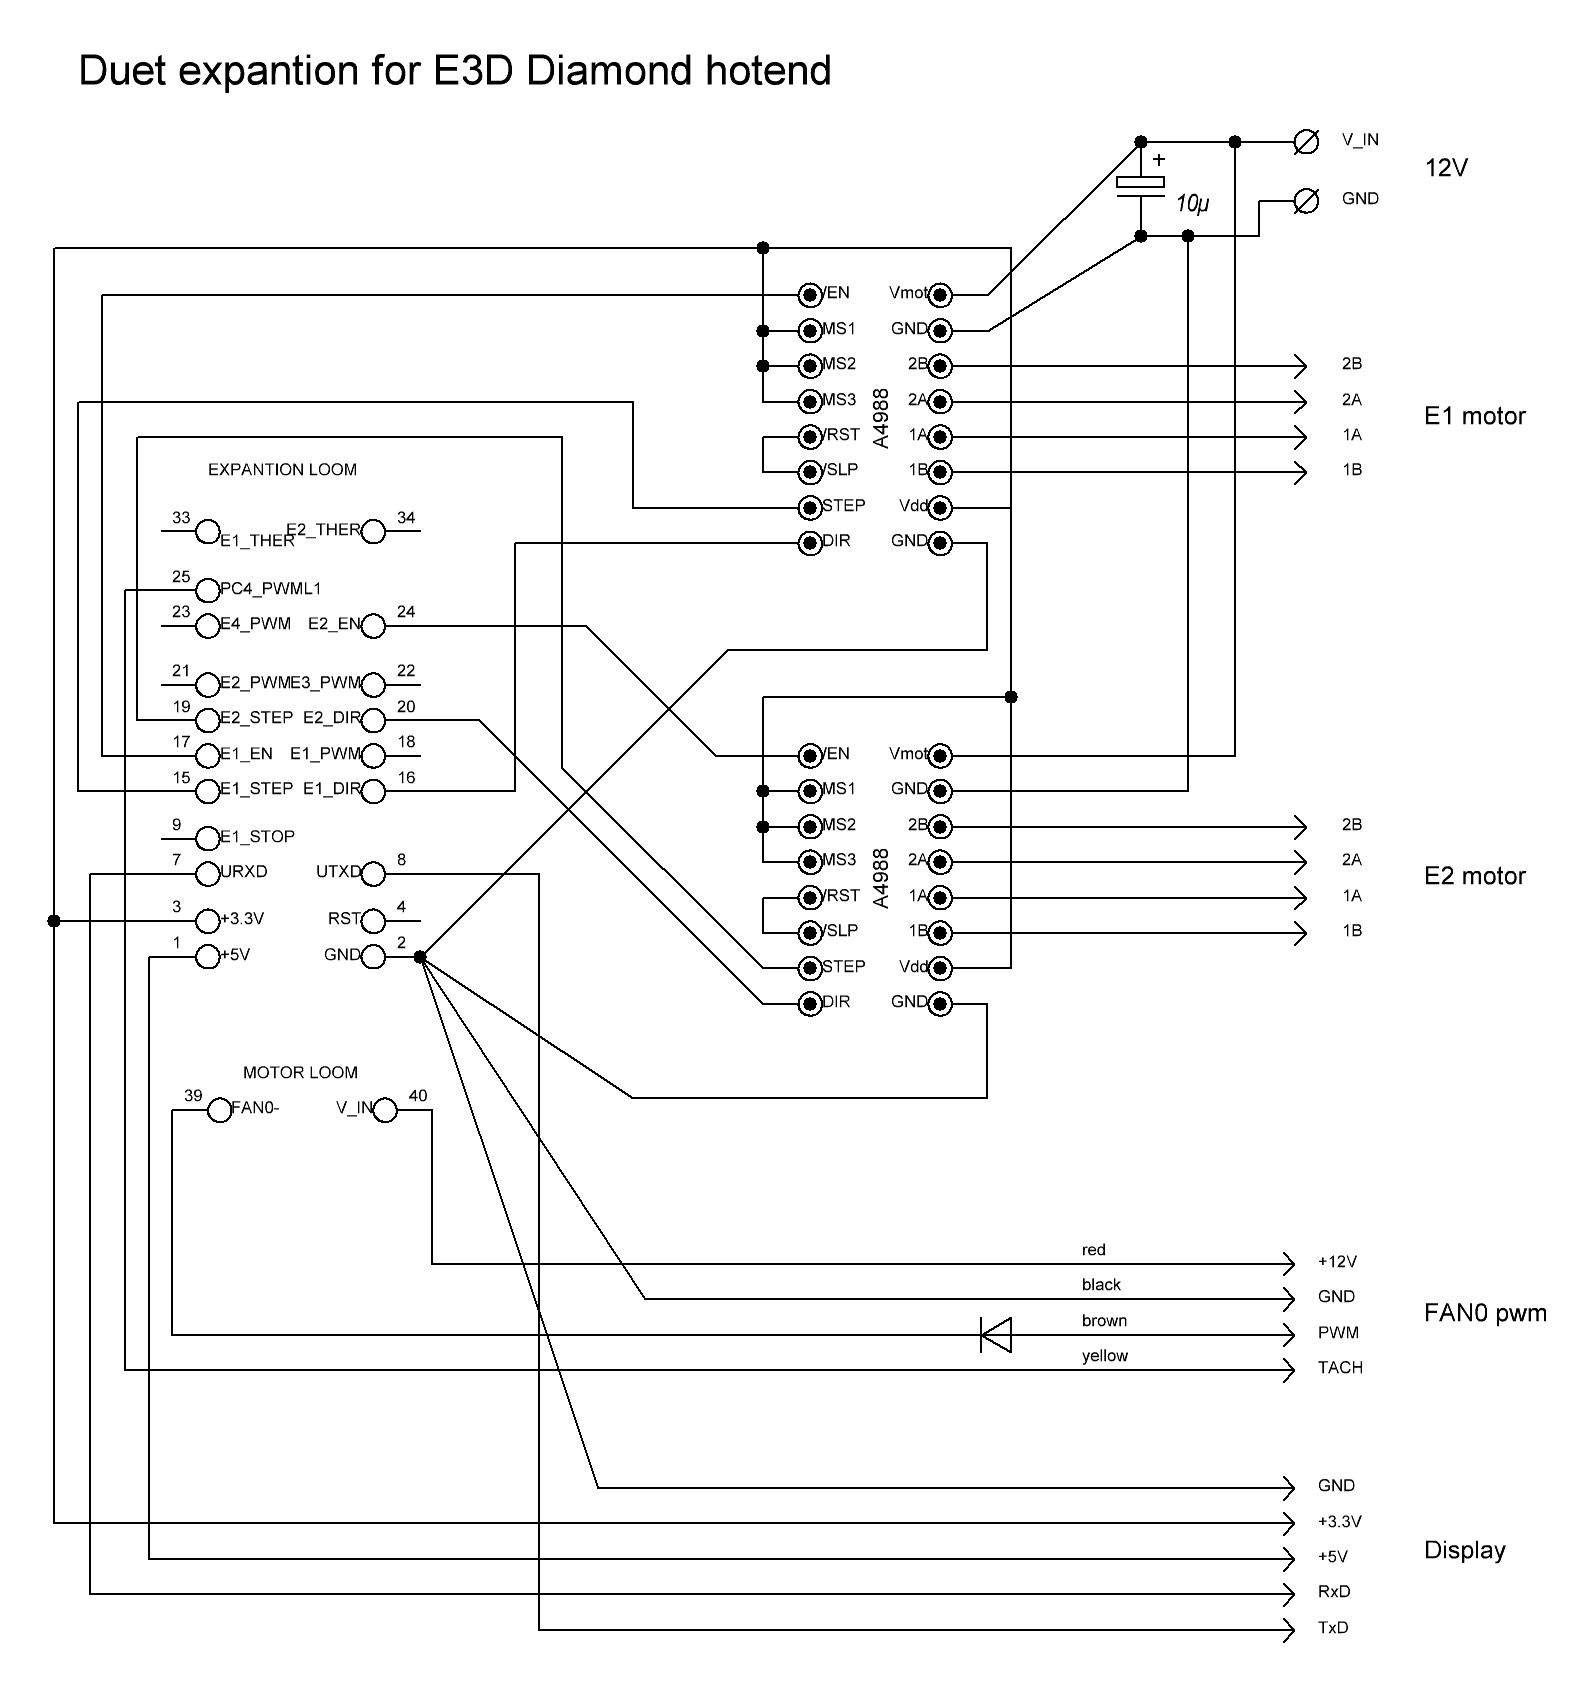 Duet expantion for E3D Diamond hotend
V_IN
12V
+
10µ
GND
/EN Vmot
MS1 GND
MS2 2B 2B
MS3 2A 2A
A4988
E1 motor
/RST 1A 1A
/SLP 1B 1B
STEP Vdd
DIR GND
EXPANTION LOOM
33 E1_THER E2_THER 34
25 PC4_PWML1
23 E4_PWM E2_EN 24
21 E2_PWM E3_PWM 22
19 E2_STEP E2_DIR 20
17 E1_EN E1_PWM 18
15 E1_STEP E1_DIR 16
9 E1_STOP
7 URXD UTXD 8
3 +3.3V RST 4
1 +5V GND 2
/EN Vmot
MS1 GND
MS2 2B 2B
MS3 2A 2A
A4988
E2 motor
/RST 1A 1A
/SLP 1B 1B
STEP Vdd
DIR GND
MOTOR LOOM
39 FAN0- V_IN 40
red +12V
black GND
FAN0 pwm
brown PWM
yellow TACH
GND
+3.3V
Display
+5V
RxD
TxD